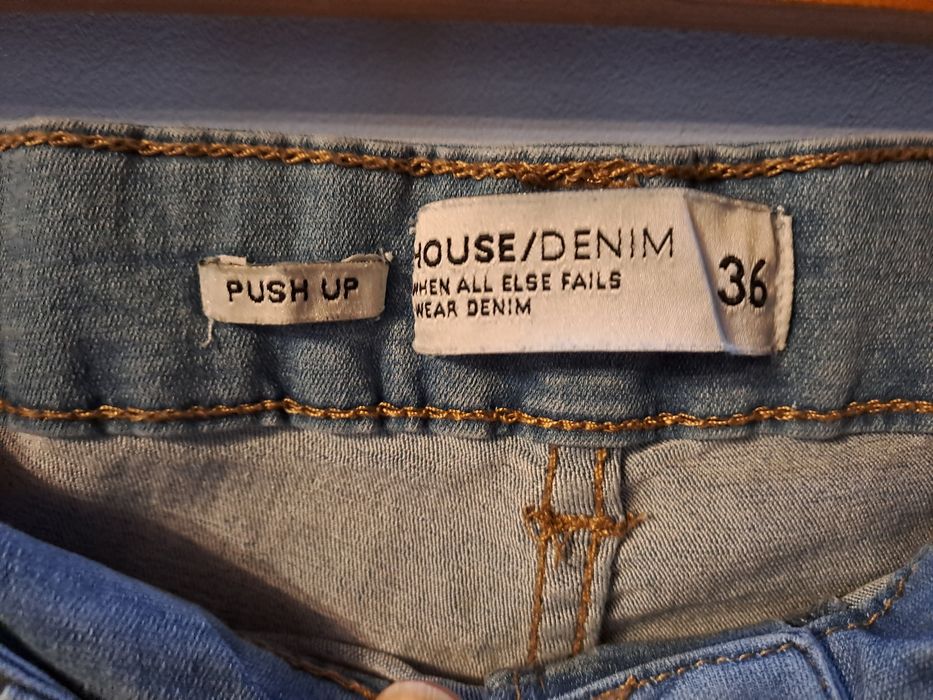 PUSH UP
HOUSE/DENIM
WHEN ALL ELSE FAILS
WEAR DENIM
36